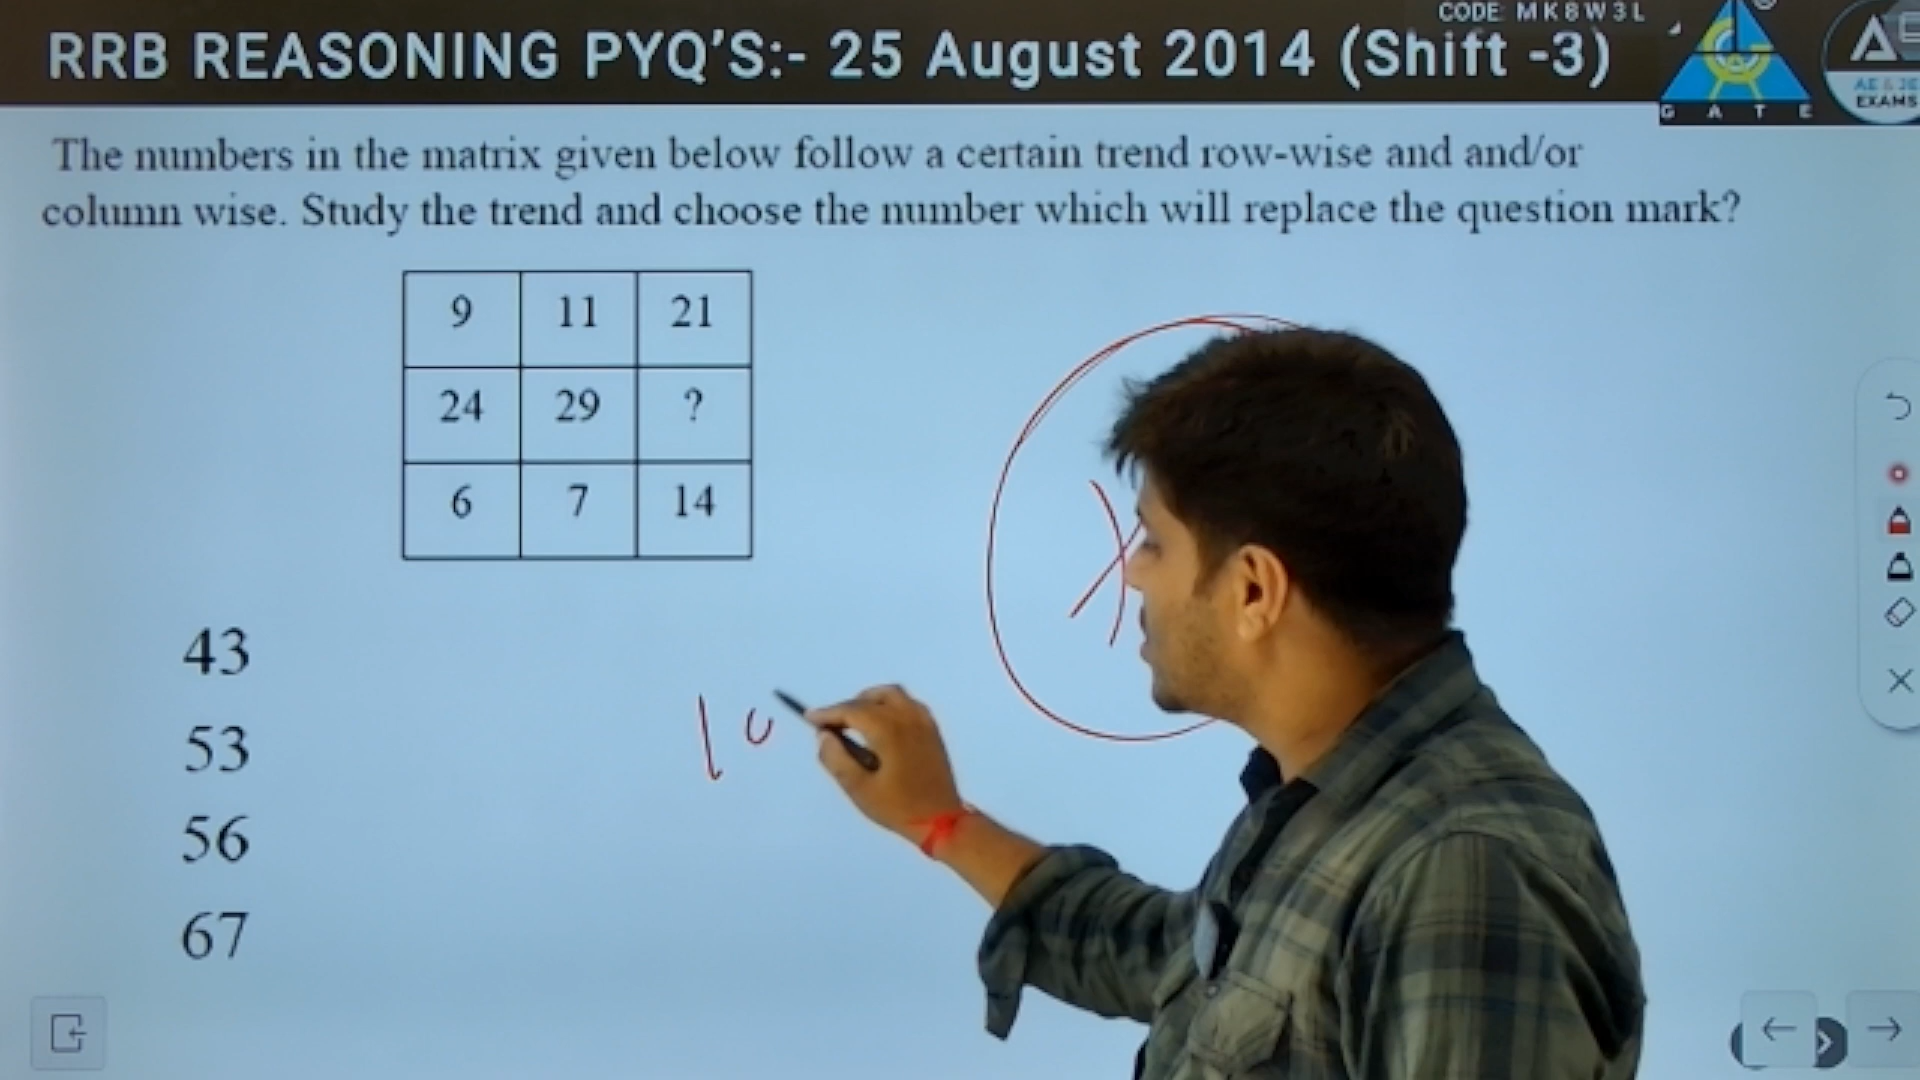 CODE: MK8W3L
RRB REASONING PYQ'S:- 25 August 2014 (Shift -3)
G A T E
AE & JE
EXAMS
The numbers in the matrix given below follow a certain trend row-wise and and/or
column wise. Study the trend and choose the number which will replace the question mark?
9 11 21
24 29 ?
6 7 14
43
53
56
67